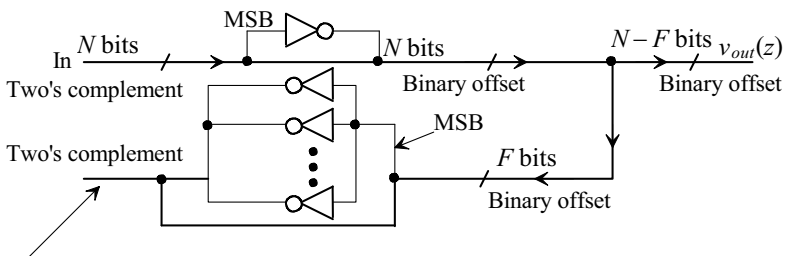 MSB
In N bits
N bits
N−F bits
v_out(z)
Two's complement
Binary offset
Binary offset
MSB
Two's complement
F bits
Binary offset